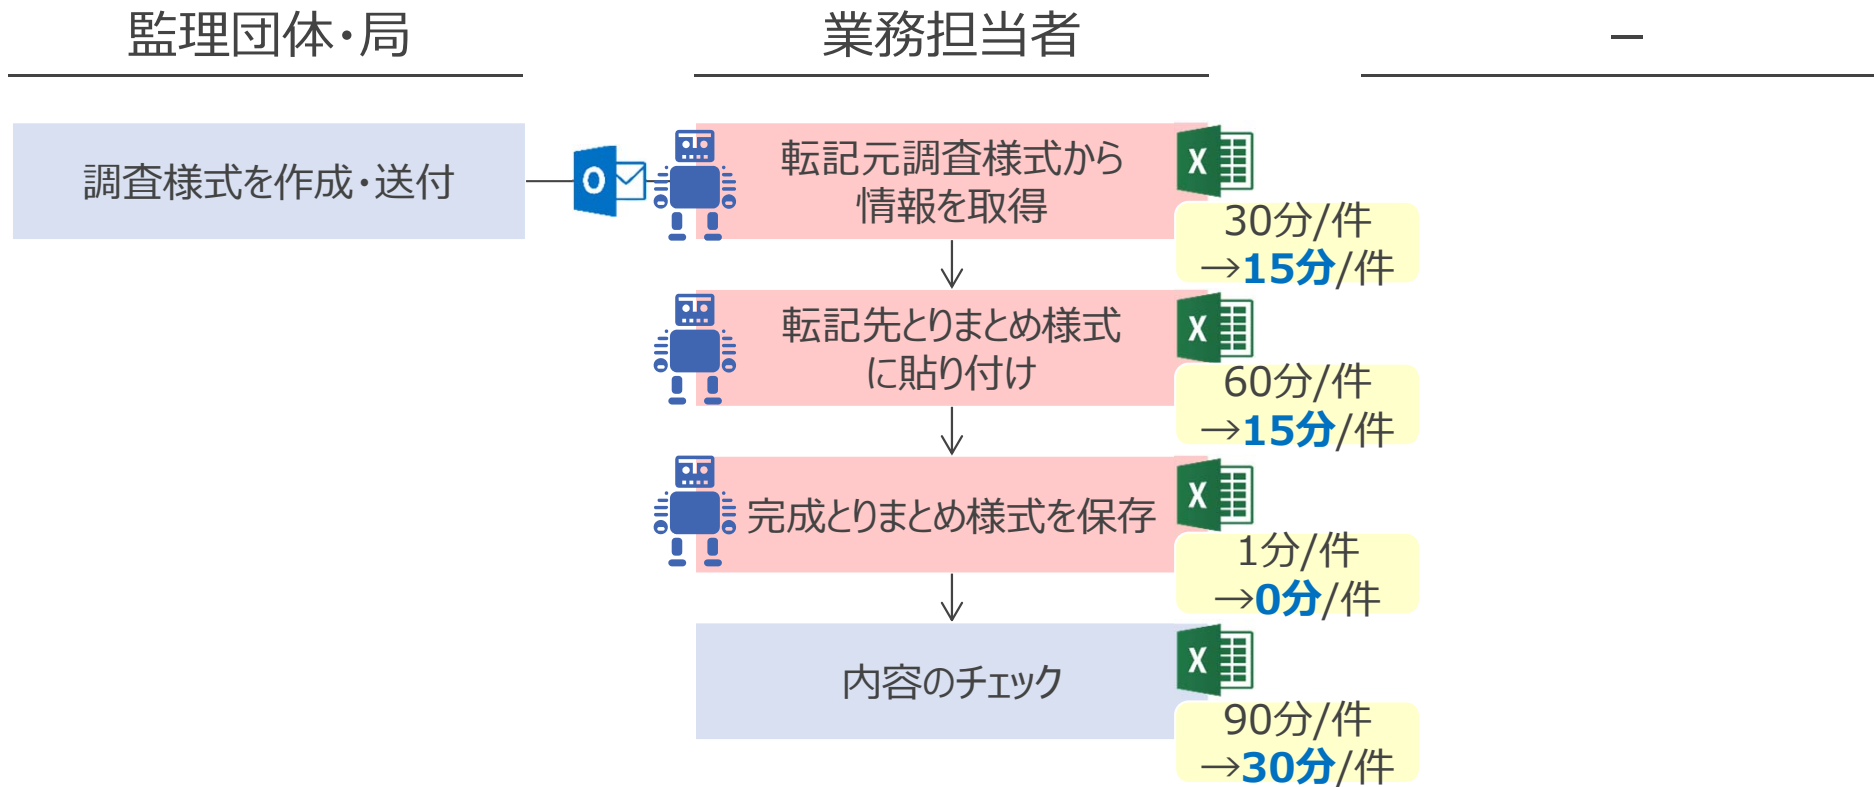 監理団体・局
業務担当者
–
調査様式を作成・送付
転記元調査様式から
情報を取得
30分/件
→15分/件
転記先とりまとめ様式
に貼り付け
60分/件
→15分/件
完成とりまとめ様式を保存
1分/件
→0分/件
内容のチェック
90分/件
→30分/件